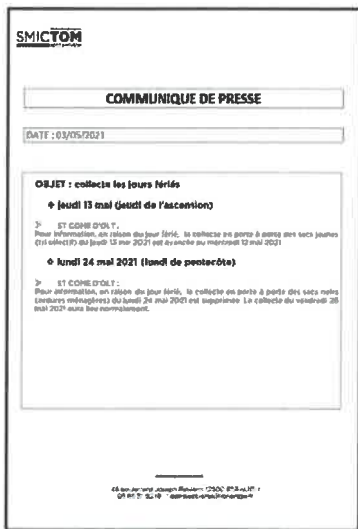 SMICTOM
COMMUNIQUE DE PRESSE
DATE : 03/05/2021
OBJET : collecte les jours fériés
jeudi 13 mai (jeudi de l'ascention)
ST COME D'OLT :
Pour information, en raison du jour férié, la collecte en porte à porte des sacs jaunes
(tri sélectif) du jeudi 13 mai 2021 est avancée au mercredi 12 mai 2021
lundi 24 mai 2021 (lundi de pentecôte)
ST COME D'OLT :
Pour information, en raison du jour férié, la collecte en porte à porte des sacs noirs
(ordures ménagères) du lundi 24 mai 2021 est supprimée. La collecte du vendredi 28
mai 2021 aura lieu normalement.
12500